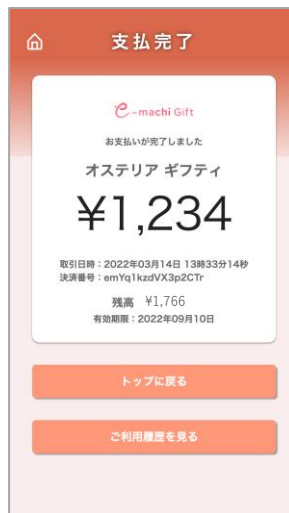 支払完了
e-machi Gift
お支払いが完了しました
オステリア ギフティ
¥1,234
取引日時：2022年03月14日 13時33分14秒
決済番号：emYq1kzdVX3p2CTr
残高 ¥1,766
有効期限：2022年09月10日
トップに戻る
ご利用履歴を見る